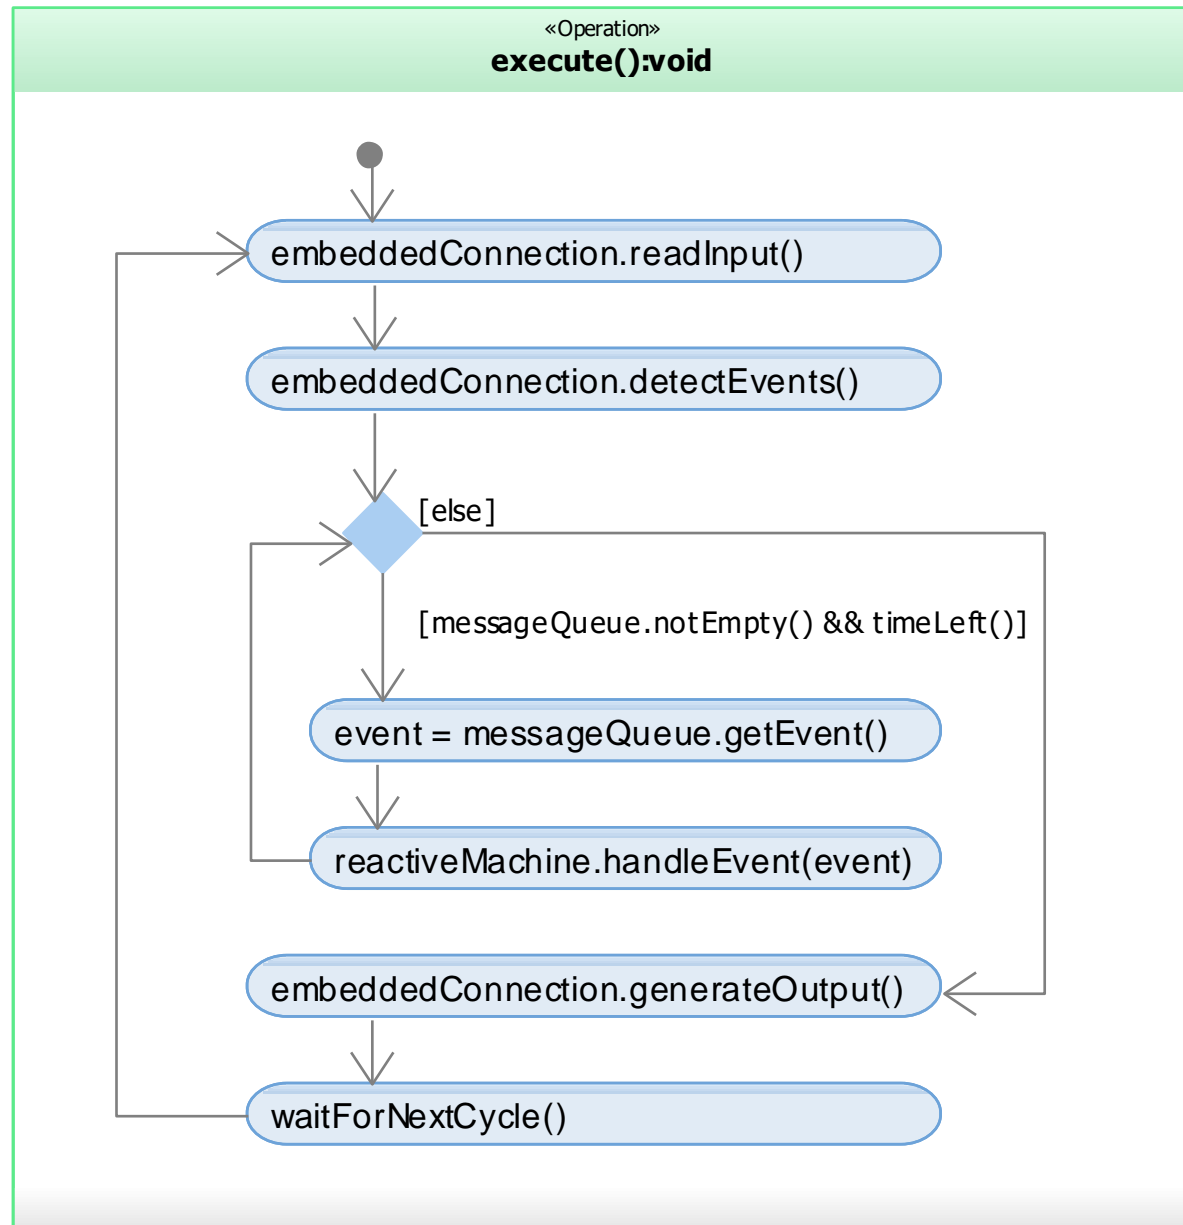 «Operation»
execute():void
embeddedConnection.readInput()
embeddedConnection.detectEvents()
[else]
[messageQueue.notEmpty() && timeLeft()]
event = messageQueue.getEvent()
reactiveMachine.handleEvent(event)
embeddedConnection.generateOutput()
waitForNextCycle()